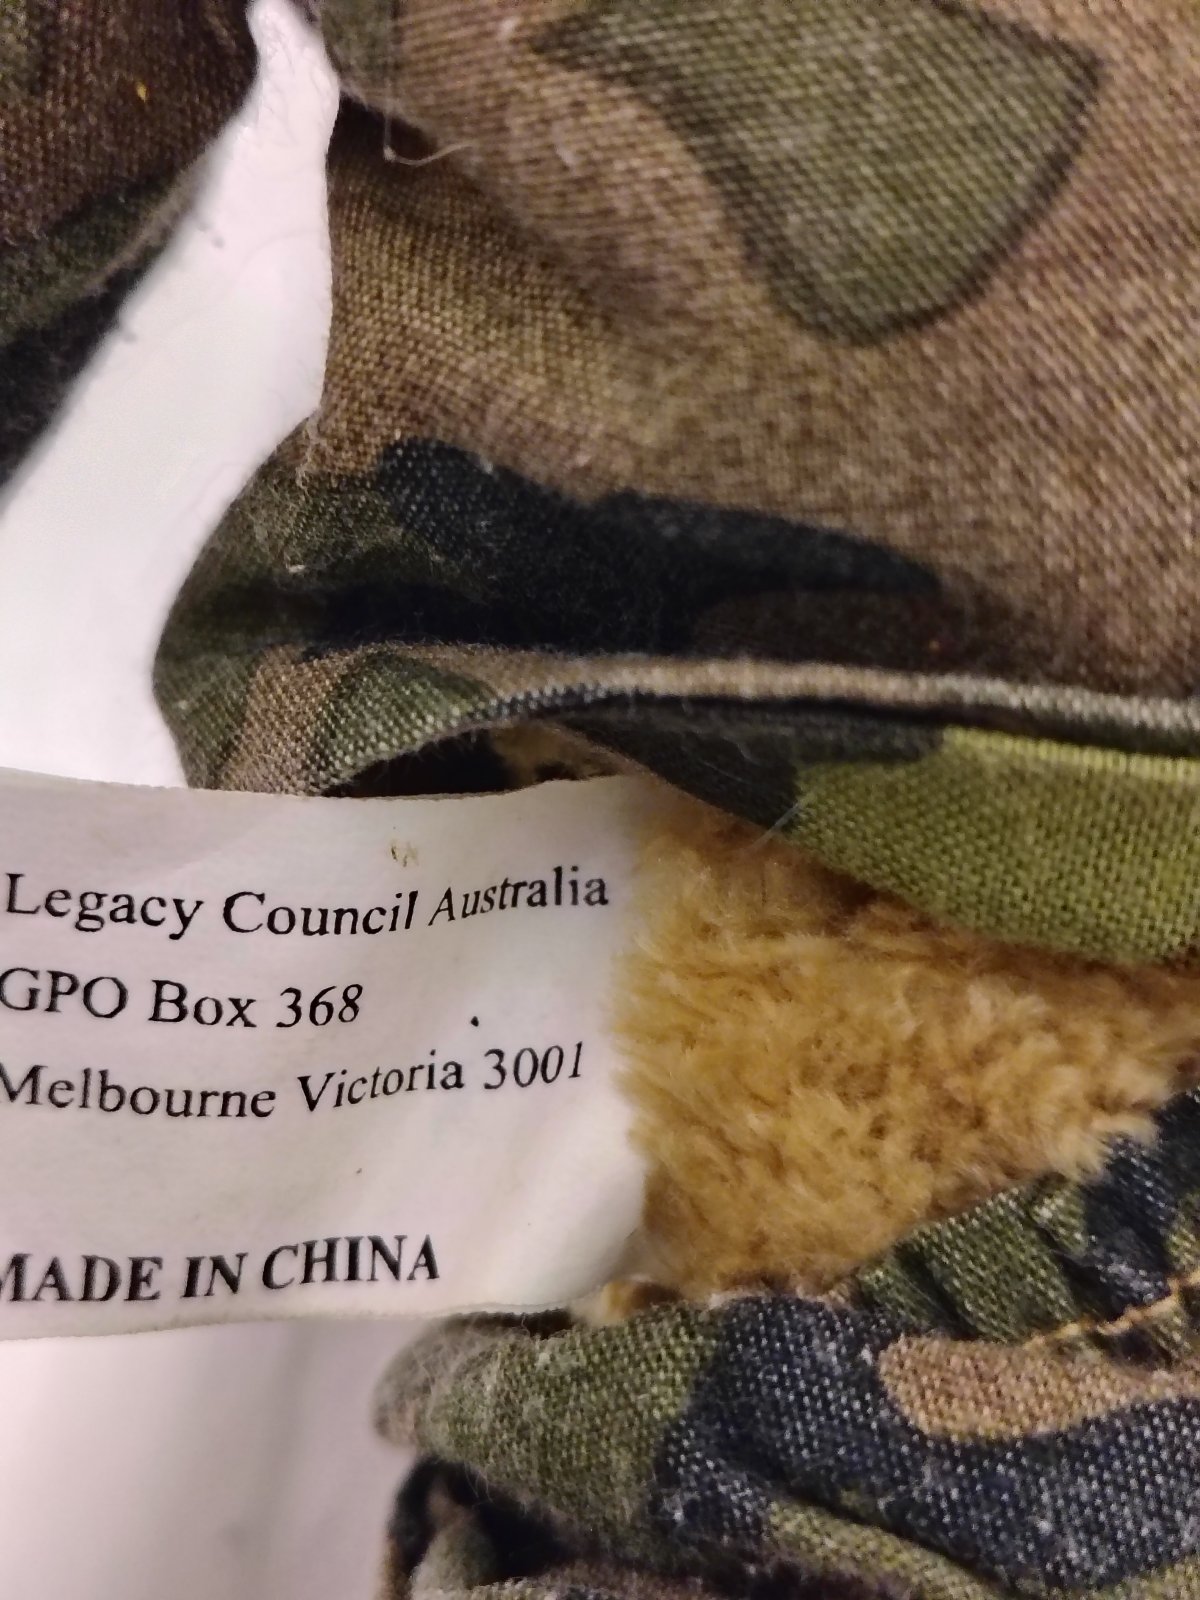 Legacy Council Australia
GPO Box 368
Melbourne Victoria 3001
MADE IN CHINA